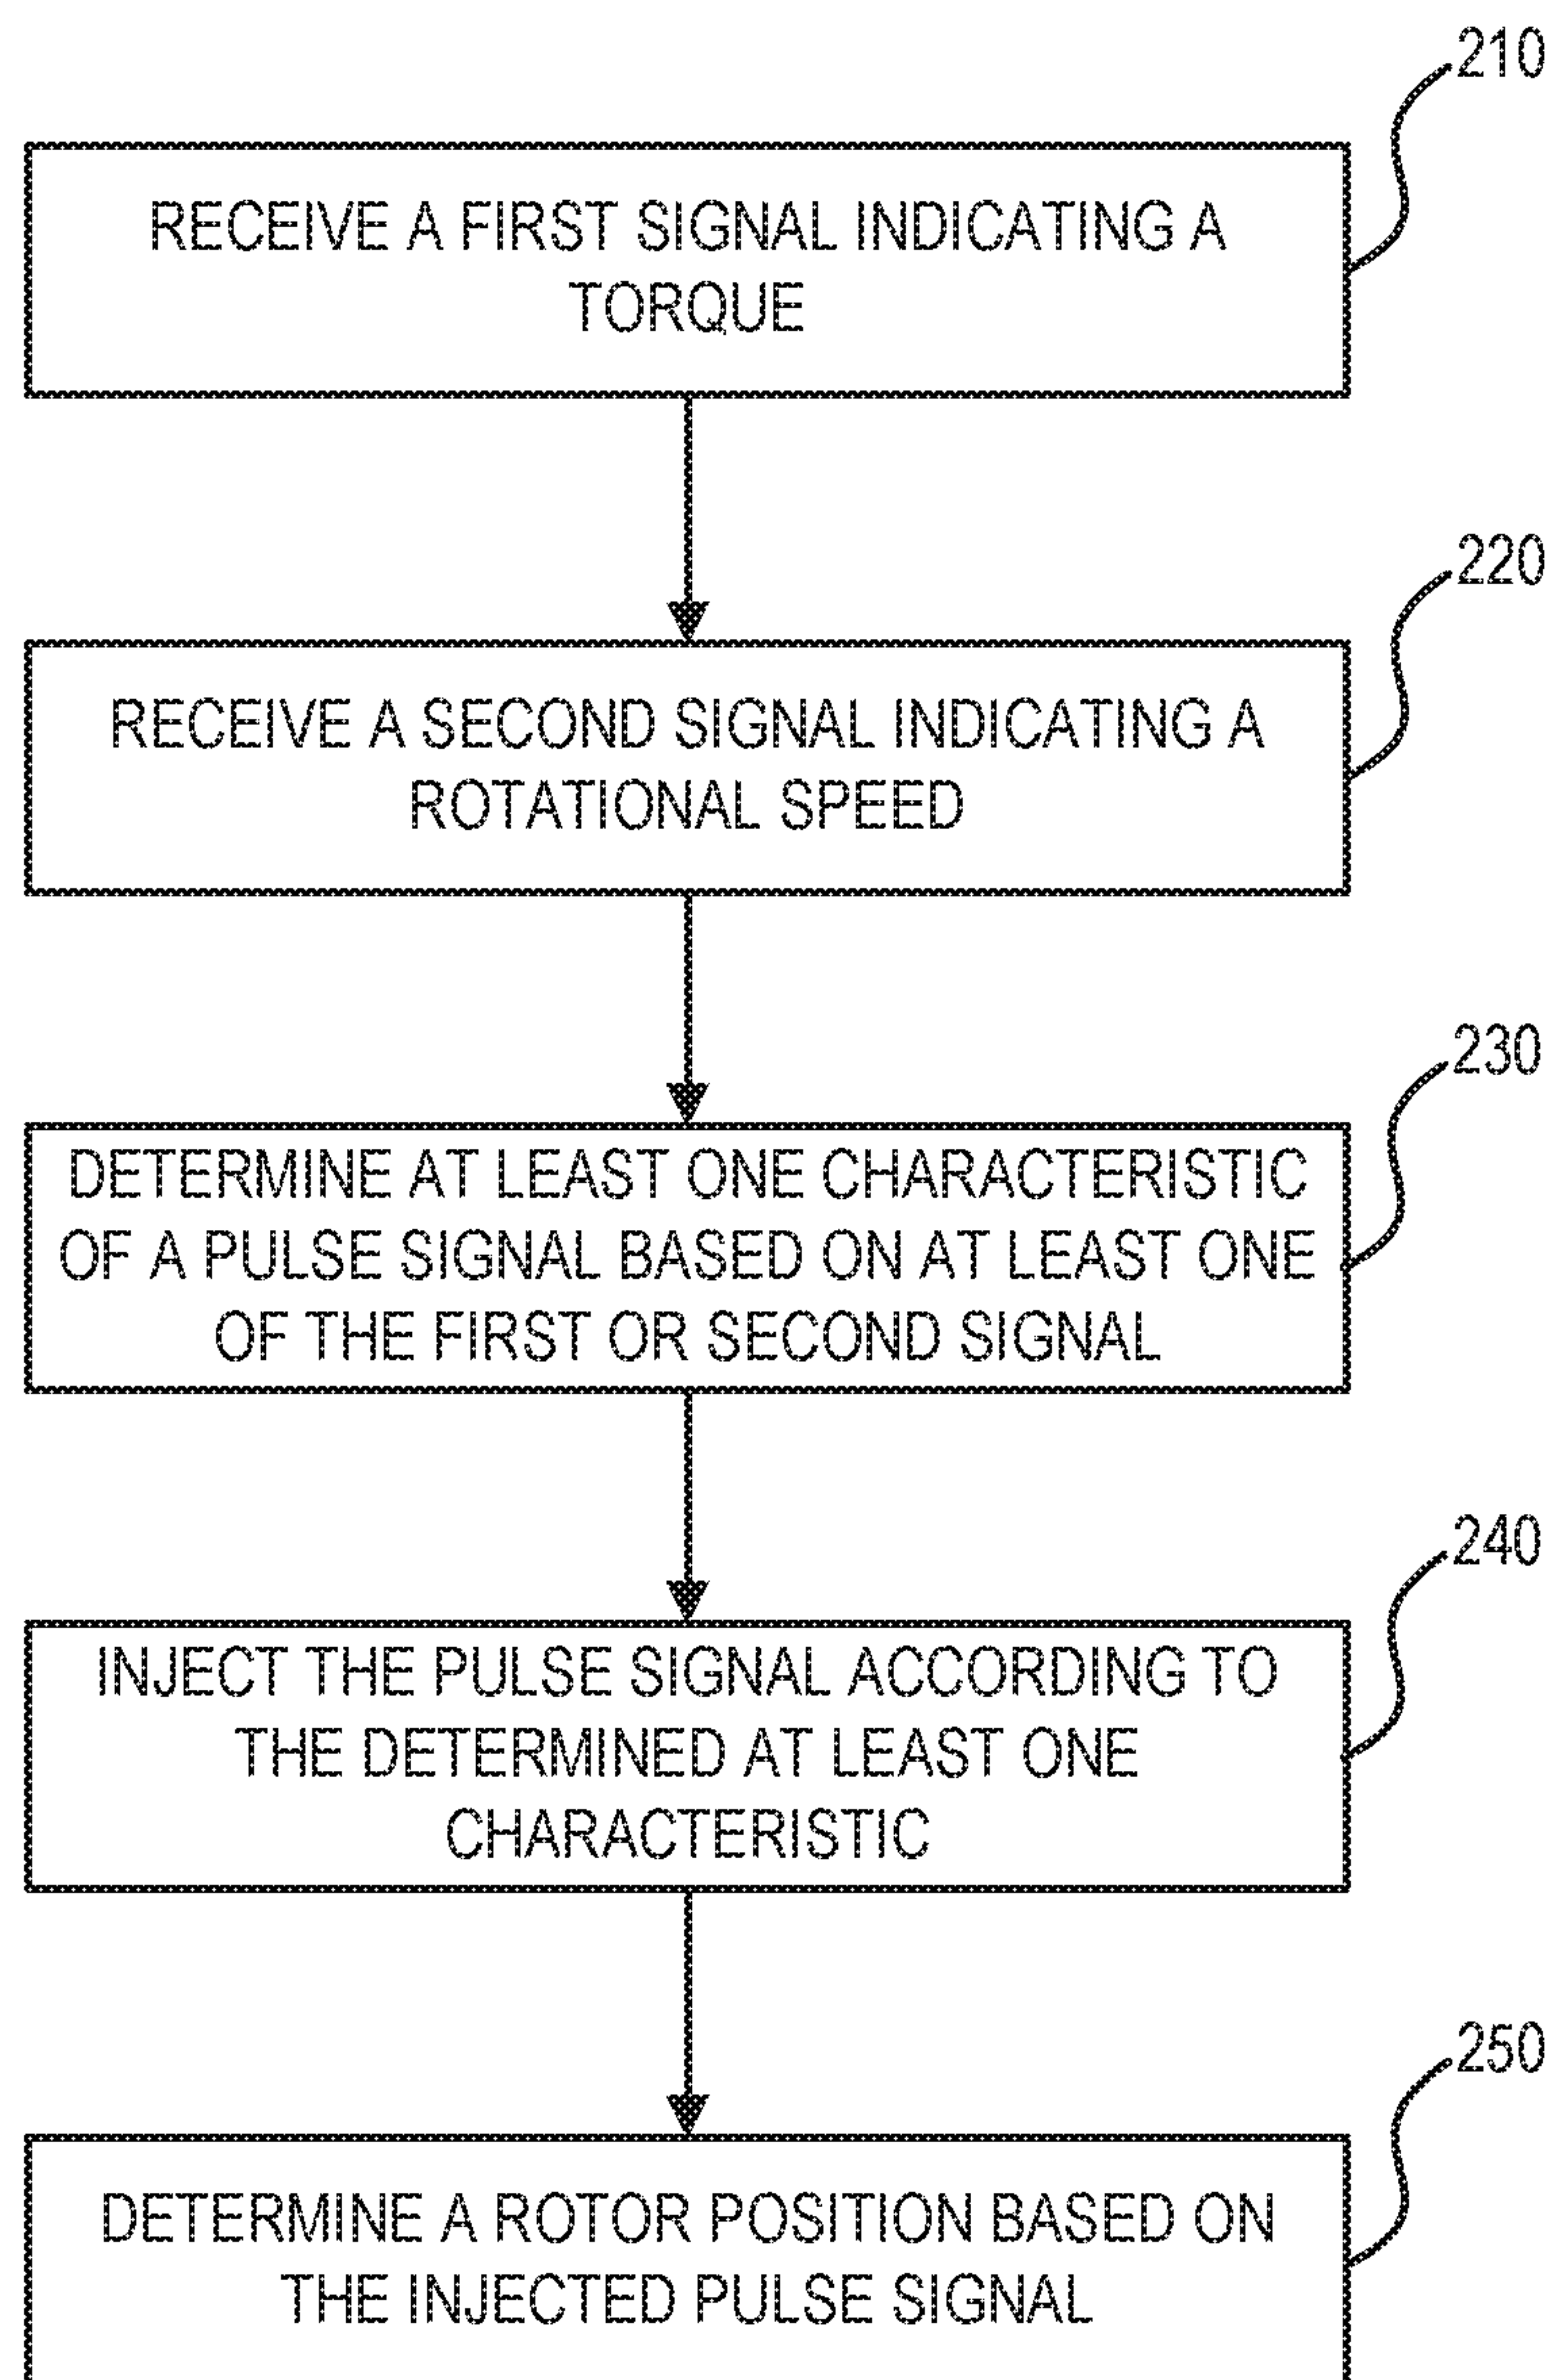 210
RECEIVE A FIRST SIGNAL INDICATING A
TORQUE
220
RECEIVE A SECOND SIGNAL INDICATING A
ROTATIONAL SPEED
230
DETERMINE AT LEAST ONE CHARACTERISTIC
OF A PULSE SIGNAL BASED ON AT LEAST ONE
OF THE FIRST OR SECOND SIGNAL
240
INJECT THE PULSE SIGNAL ACCORDING TO
THE DETERMINED AT LEAST ONE
CHARACTERISTIC
250
DETERMINE A ROTOR POSITION BASED ON
THE INJECTED PULSE SIGNAL